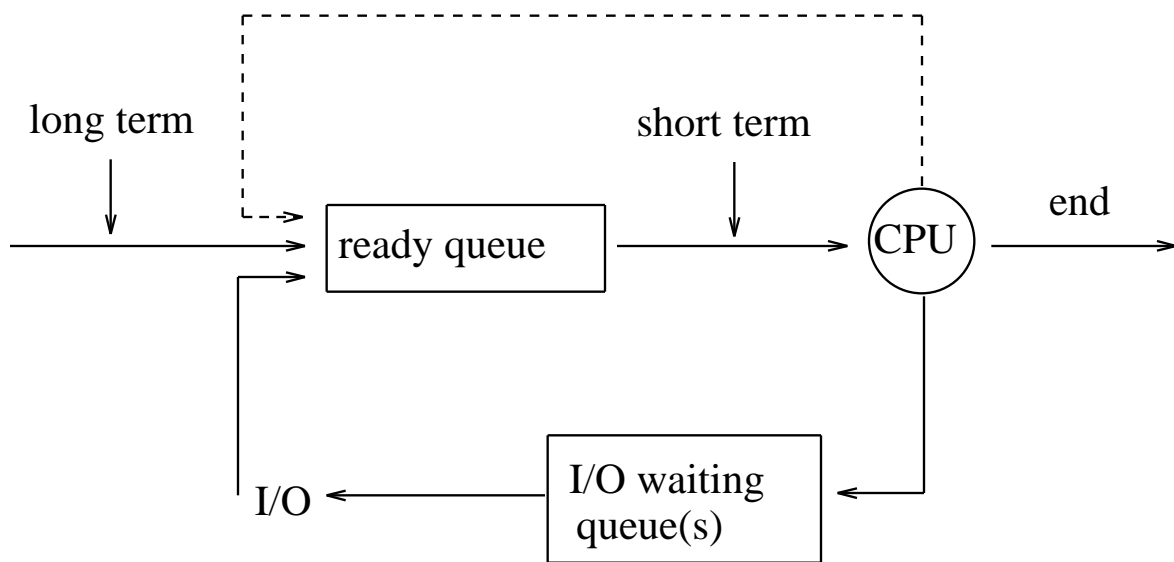 long term
short term
end
ready queue
CPU
I/O waiting
queue(s)
I/O